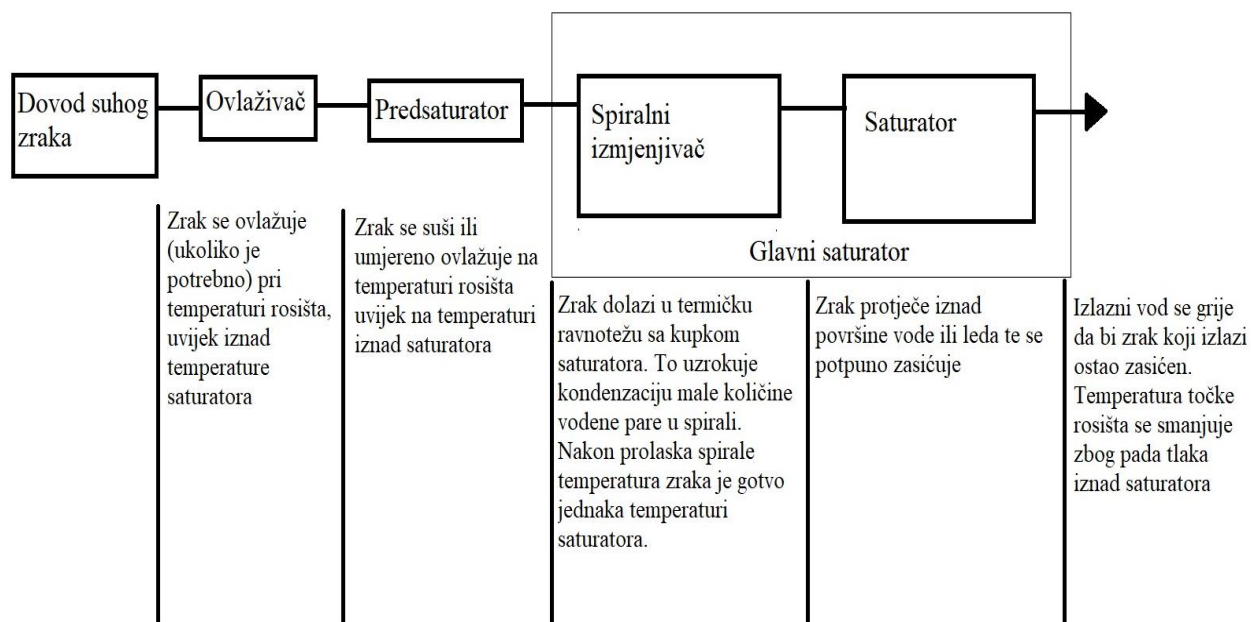 Dovod suhog
zraka
Ovlaživač
Predsaturator
Spiralni
izmjenjivač
Saturator
Glavni saturator
Zrak se ovlažuje
(ukoliko je
potrebno) pri
temperaturi rosišta,
uvijek iznad
temperature
saturatora
Zrak se suši ili
umjereno ovlažuje na
temperaturi rosišta
uvijek na temperaturi
iznad saturatora
Zrak dolazi u termičku
ravnotežu sa kupkom
saturatora. To uzrokuje
kondenzaciju male količine
vodene pare u spirali.
Nakon prolaska spirale
temperatura zraka je gotvo
jednaka temperaturi
saturatora.
Zrak protječe iznad
površine vode ili leda te se
potpuno zasićuje
Izlazni vod se grije
da bi zrak koji izlazi
ostao zasićen.
Temperatura točke
rosišta se smanjuje
zbog pada tlaka
iznad saturatora